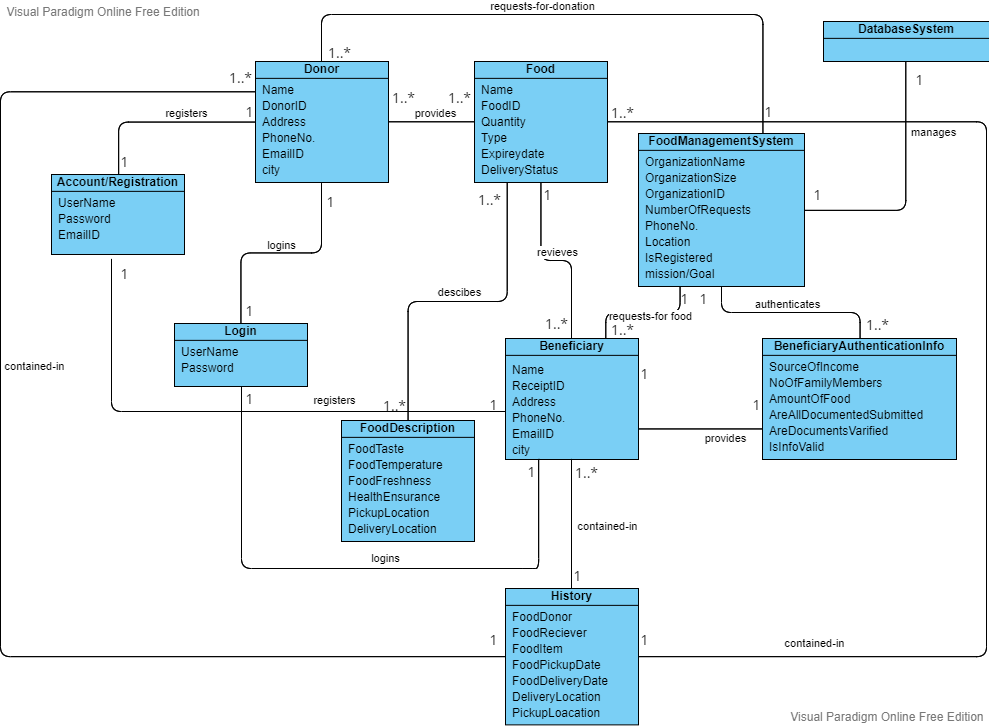 Visual Paradigm Online Free Edition
requests-for-donation
DatabaseSystem
1
manages
1
1..*
1..*
Donor
Name
DonorID
Address
PhoneNo.
EmailID
city
1..*
1..*
provides
Food
Name
FoodID
Quantity
Type
Expireydate
DeliveryStatus
1..*
1
FoodManagementSystem
OrganizationName
OrganizationSize
OrganizationID
NumberOfRequests
PhoneNo.
Location
IsRegistered
mission/Goal
registers
1
1
Account/Registration
UserName
Password
EmailID
1
1
logins
1
Login
UserName
Password
1
1..*
descibes
1..*
1
revieves
1..*
1
1
requests-for food
1..*
authenticates
1..*
Beneficiary
Name
ReceiptID
Address
PhoneNo.
EmailID
city
1
1
provides
BeneficiaryAuthenticationInfo
SourceOfIncome
NoOfFamilyMembers
AmountOfFood
AreAllDocumentedSubmitted
AreDocumentsVarified
IsInfoValid
contained-in
registers
1
FoodDescription
FoodTaste
FoodTemperature
FoodFreshness
HealthEnsurance
PickupLocation
DeliveryLocation
1
1..*
logins
contained-in
1
History
FoodDonor
FoodReciever
FoodItem
FoodPickupDate
FoodDeliveryDate
DeliveryLocation
PickupLoacation
1
1
contained-in
Visual Paradigm Online Free Edition